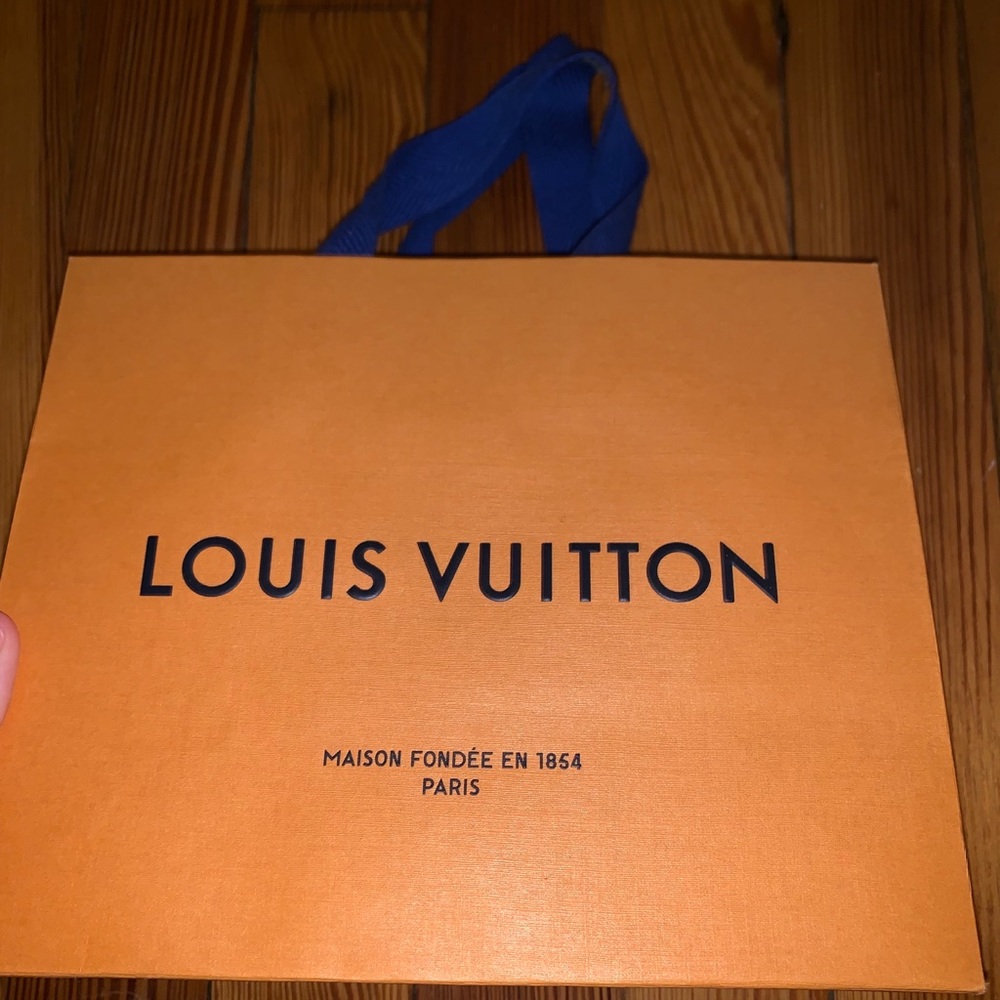 LOUIS VUITTON
MAISON FONDÉE EN 1854
PARIS